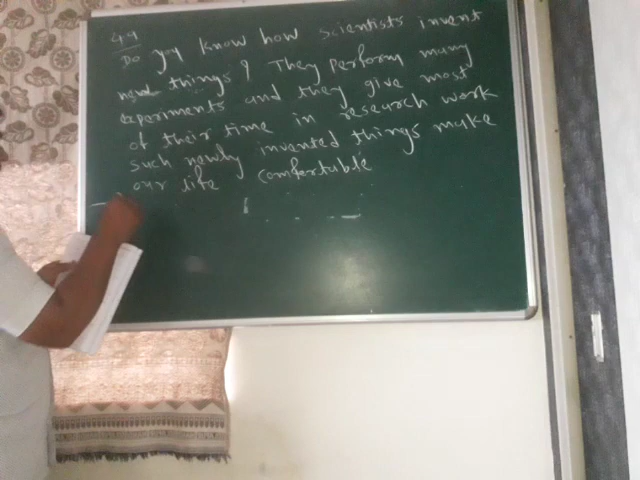 49
Do you know how scientists invent
new things ? They perform many
experiments and they give most
of their time in research work
such newly invented things make
our life comfortable